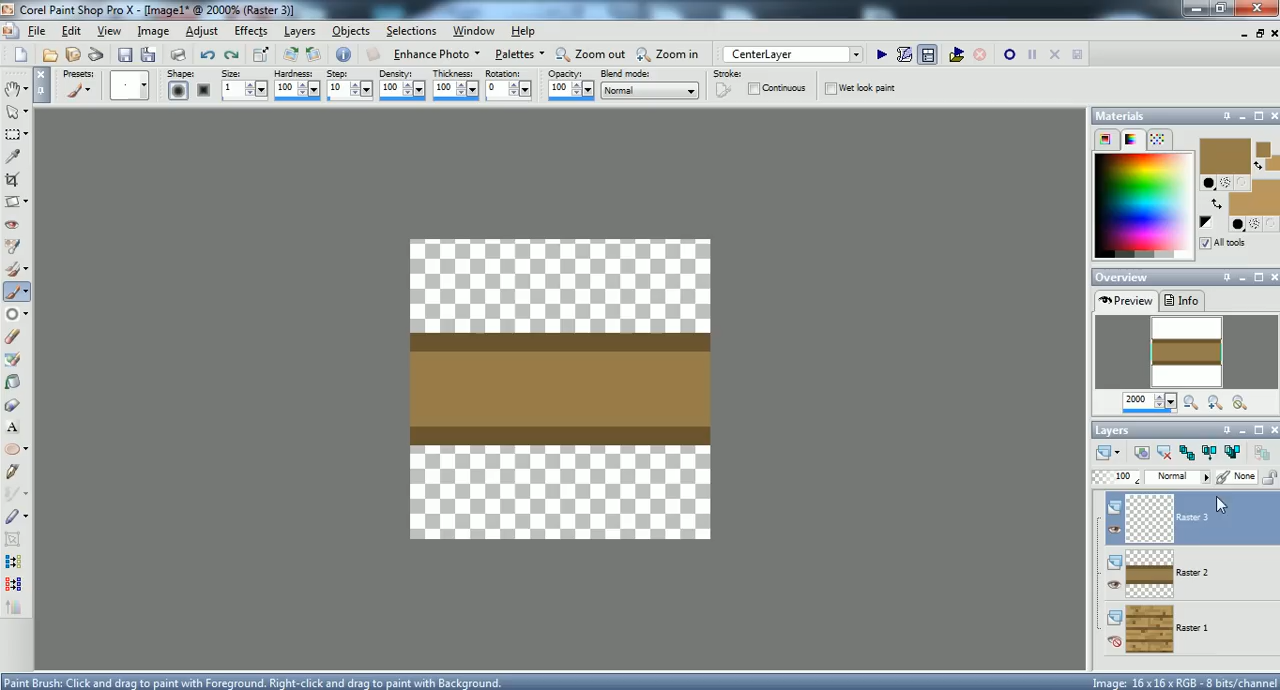 Corel Paint Shop Pro X - [Image1* @ 2000% (Raster 3)]
File Edit View Image Adjust Effects Layers Objects Selections Window Help
Enhance Photo Palettes Zoom out Zoom in CenterLayer
Presets: Shape: Size: Hardness: Step: Density: Thickness: Rotation: Opacity: Blend mode: Stroke:
1 100 10 100 100 0 100 Normal Continuous Wet look paint
Materials
All tools
Overview
Preview Info
2000
Layers
100 Normal None
Raster 3
Raster 2
Raster 1
A
Paint Brush: Click and drag to paint with Foreground. Right-click and drag to paint with Background.
Image: 16 x 16 x RGB - 8 bits/channel